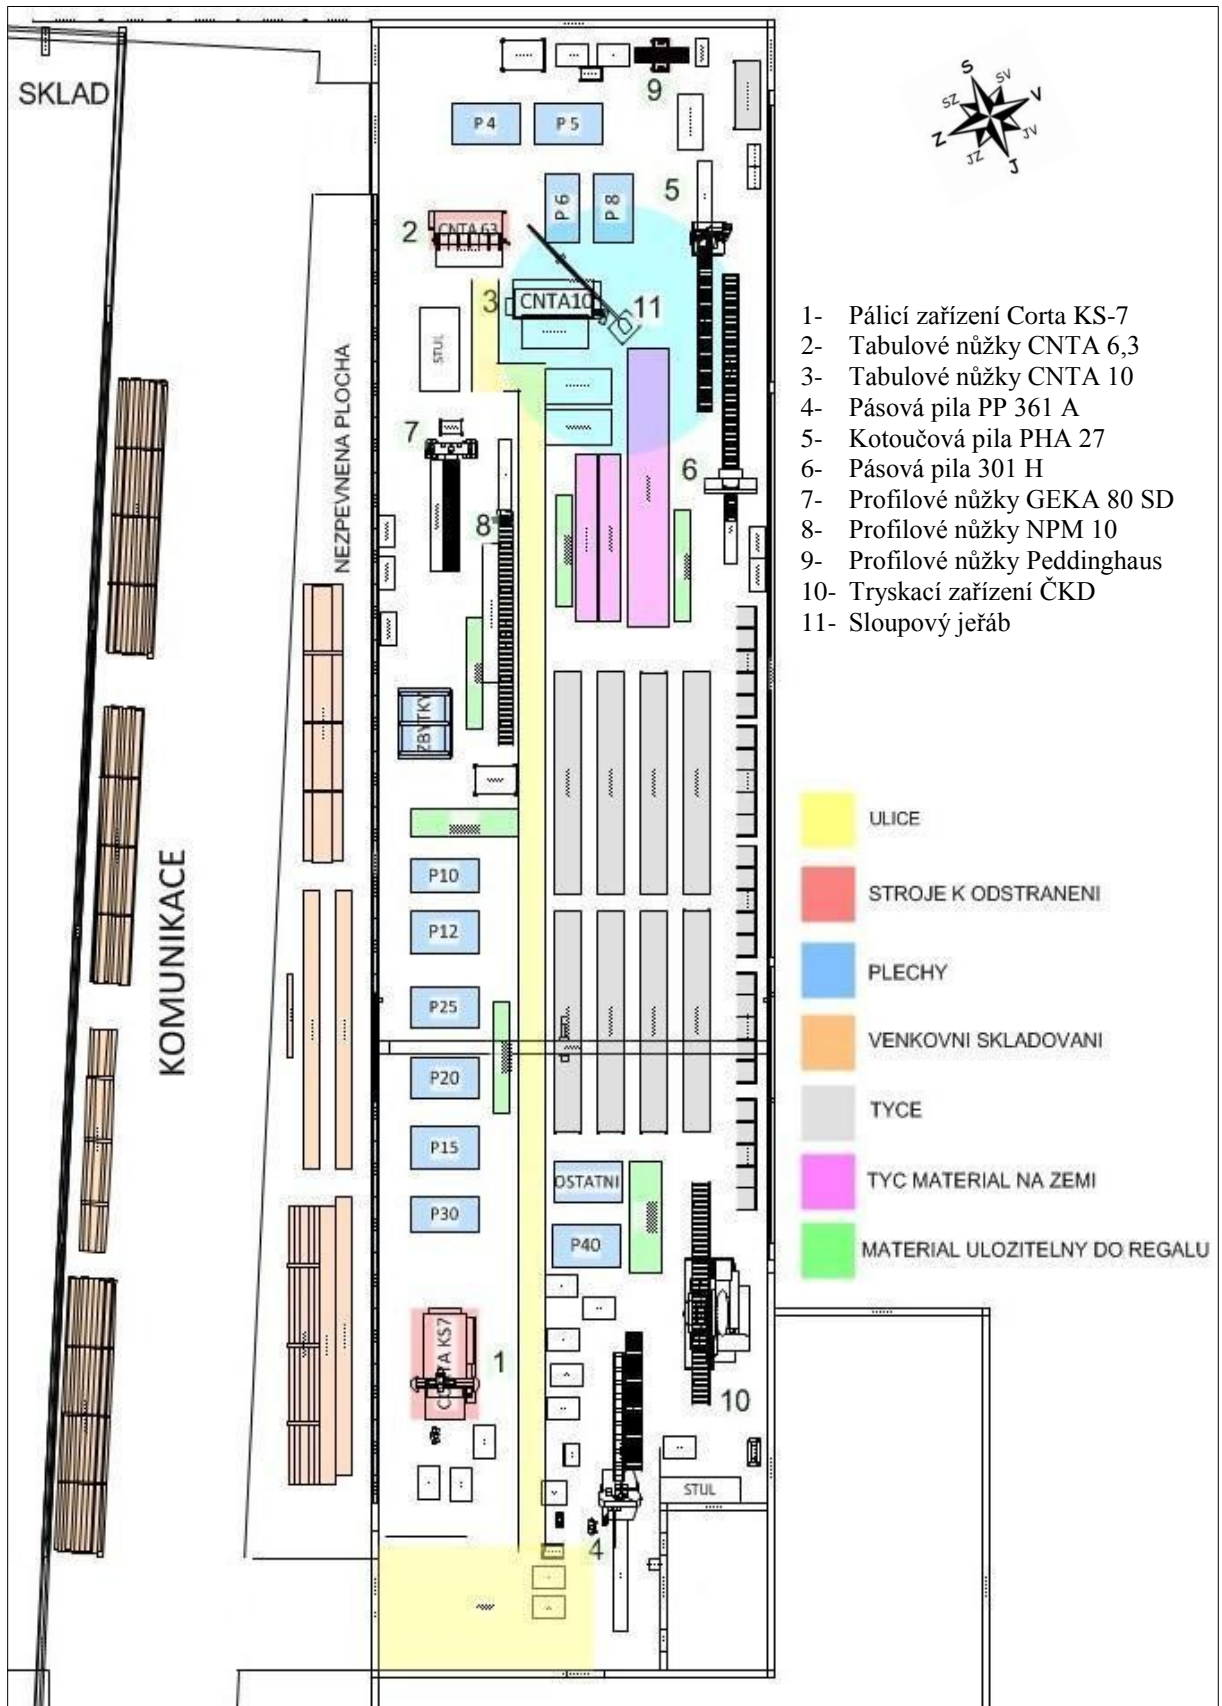 SKLAD
9
P 4
P 5
S
SV
V
SZ
Z
JV
JZ
J
5
P 6
P 8
2
CNTA 63
3
CNTA10
11
STUL
NEZPEVNENA PLOCHA
7
6
8
1- Pálicí zařízení Corta KS-7
2- Tabulové nůžky CNTA 6,3
3- Tabulové nůžky CNTA 10
4- Pásová pila PP 361 A
5- Kotoučová pila PHA 27
6- Pásová pila 301 H
7- Profilové nůžky GEKA 80 SD
8- Profilové nůžky NPM 10
9- Profilové nůžky Peddinghaus
10- Tryskací zařízení ČKD
11- Sloupový jeřáb
ZBYTKY
KOMUNIKACE
P10
P12
P25
P20
P15
P30
OSTATNI
P40
ULICE
STROJE K ODSTRANENI
PLECHY
VENKOVNI SKLADOVANI
TYCE
TYC MATERIAL NA ZEMI
MATERIAL ULOZITELNY DO REGALU
KS7
1
10
STUL
4